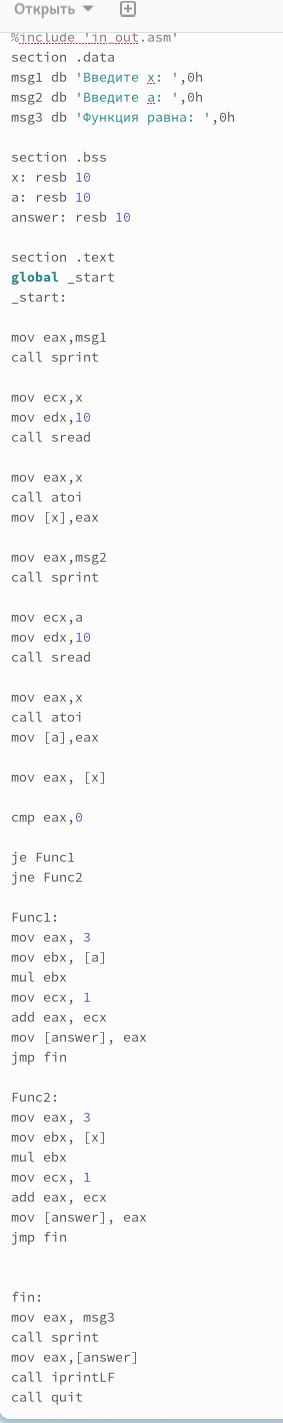 Открыть
%include 'in_out.asm'
section .data
msg1 db 'Введите x: ',0h
msg2 db 'Введите a: ',0h
msg3 db 'Функция равна: ',0h
section .bss
x: resb 10
a: resb 10
answer: resb 10
section .text
global _start
_start:
mov eax,msg1
call sprint
mov ecx,x
mov edx,10
call sread
mov eax,x
call atoi
mov [x],eax
mov eax,msg2
call sprint
mov ecx,a
mov edx,10
call sread
mov eax,x
call atoi
mov [a],eax
mov eax, [x]
cmp eax,0
je Func1
jne Func2
Func1:
mov eax, 3
mov ebx, [a]
mul ebx
mov ecx, 1
add eax, ecx
mov [answer], eax
jmp fin
Func2:
mov eax, 3
mov ebx, [x]
mul ebx
mov ecx, 1
add eax, ecx
mov [answer], eax
jmp fin
fin:
mov eax, msg3
call sprint
mov eax,[answer]
call iprintLF
call quit